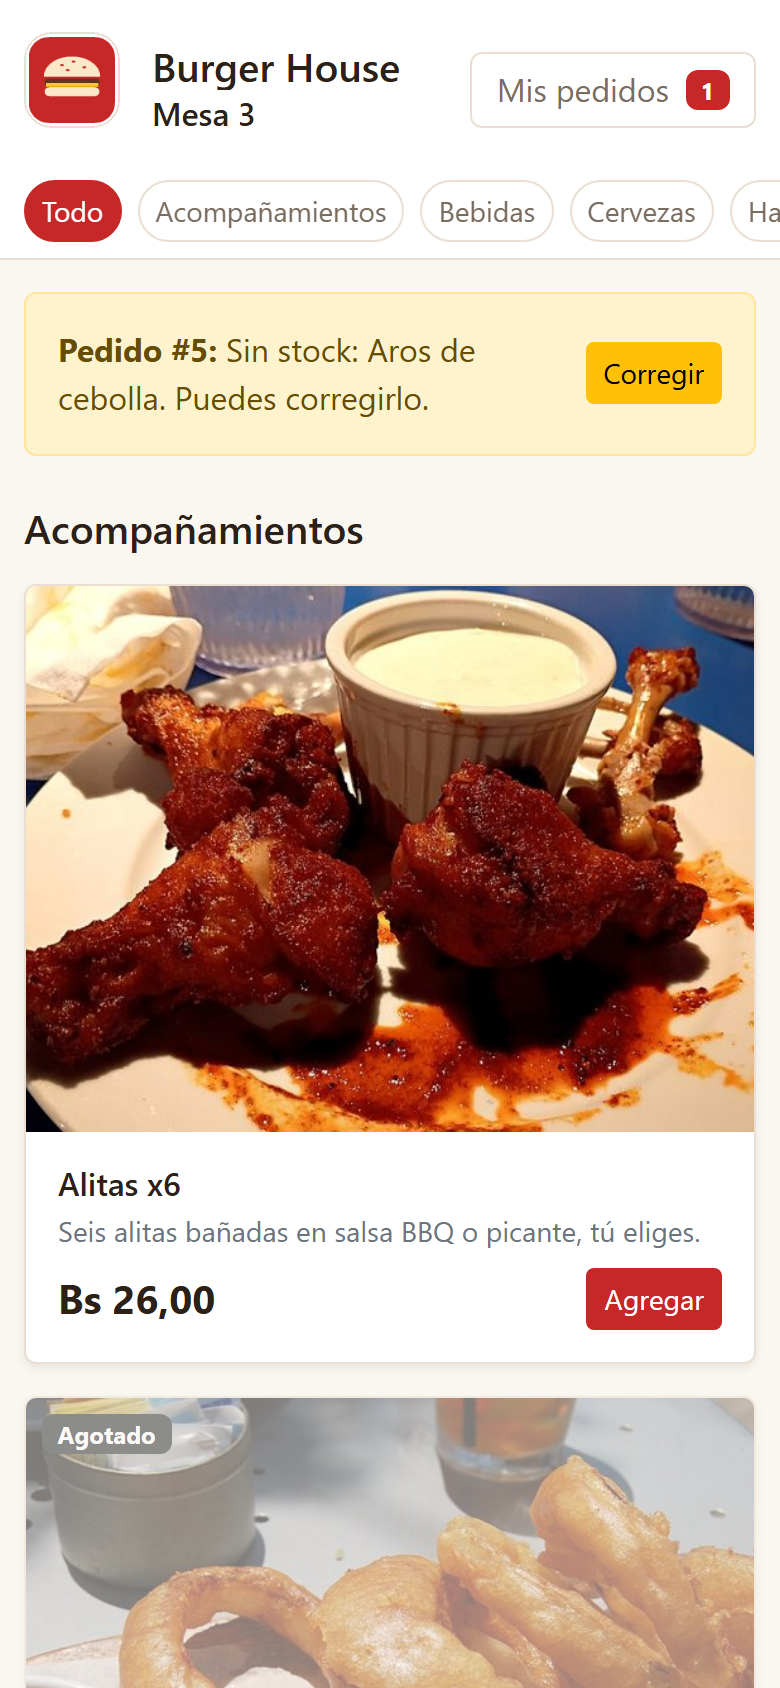 Burger House
Mesa 3
Mis pedidos 1
Todo
Acompañamientos
Bebidas
Cervezas
Ha
Pedido #5: Sin stock: Aros de
cebolla. Puedes corregirlo.
Corregir
Acompañamientos
Alitas x6
Seis alitas bañadas en salsa BBQ o picante, tú eliges.
Bs 26,00
Agregar
Agotado